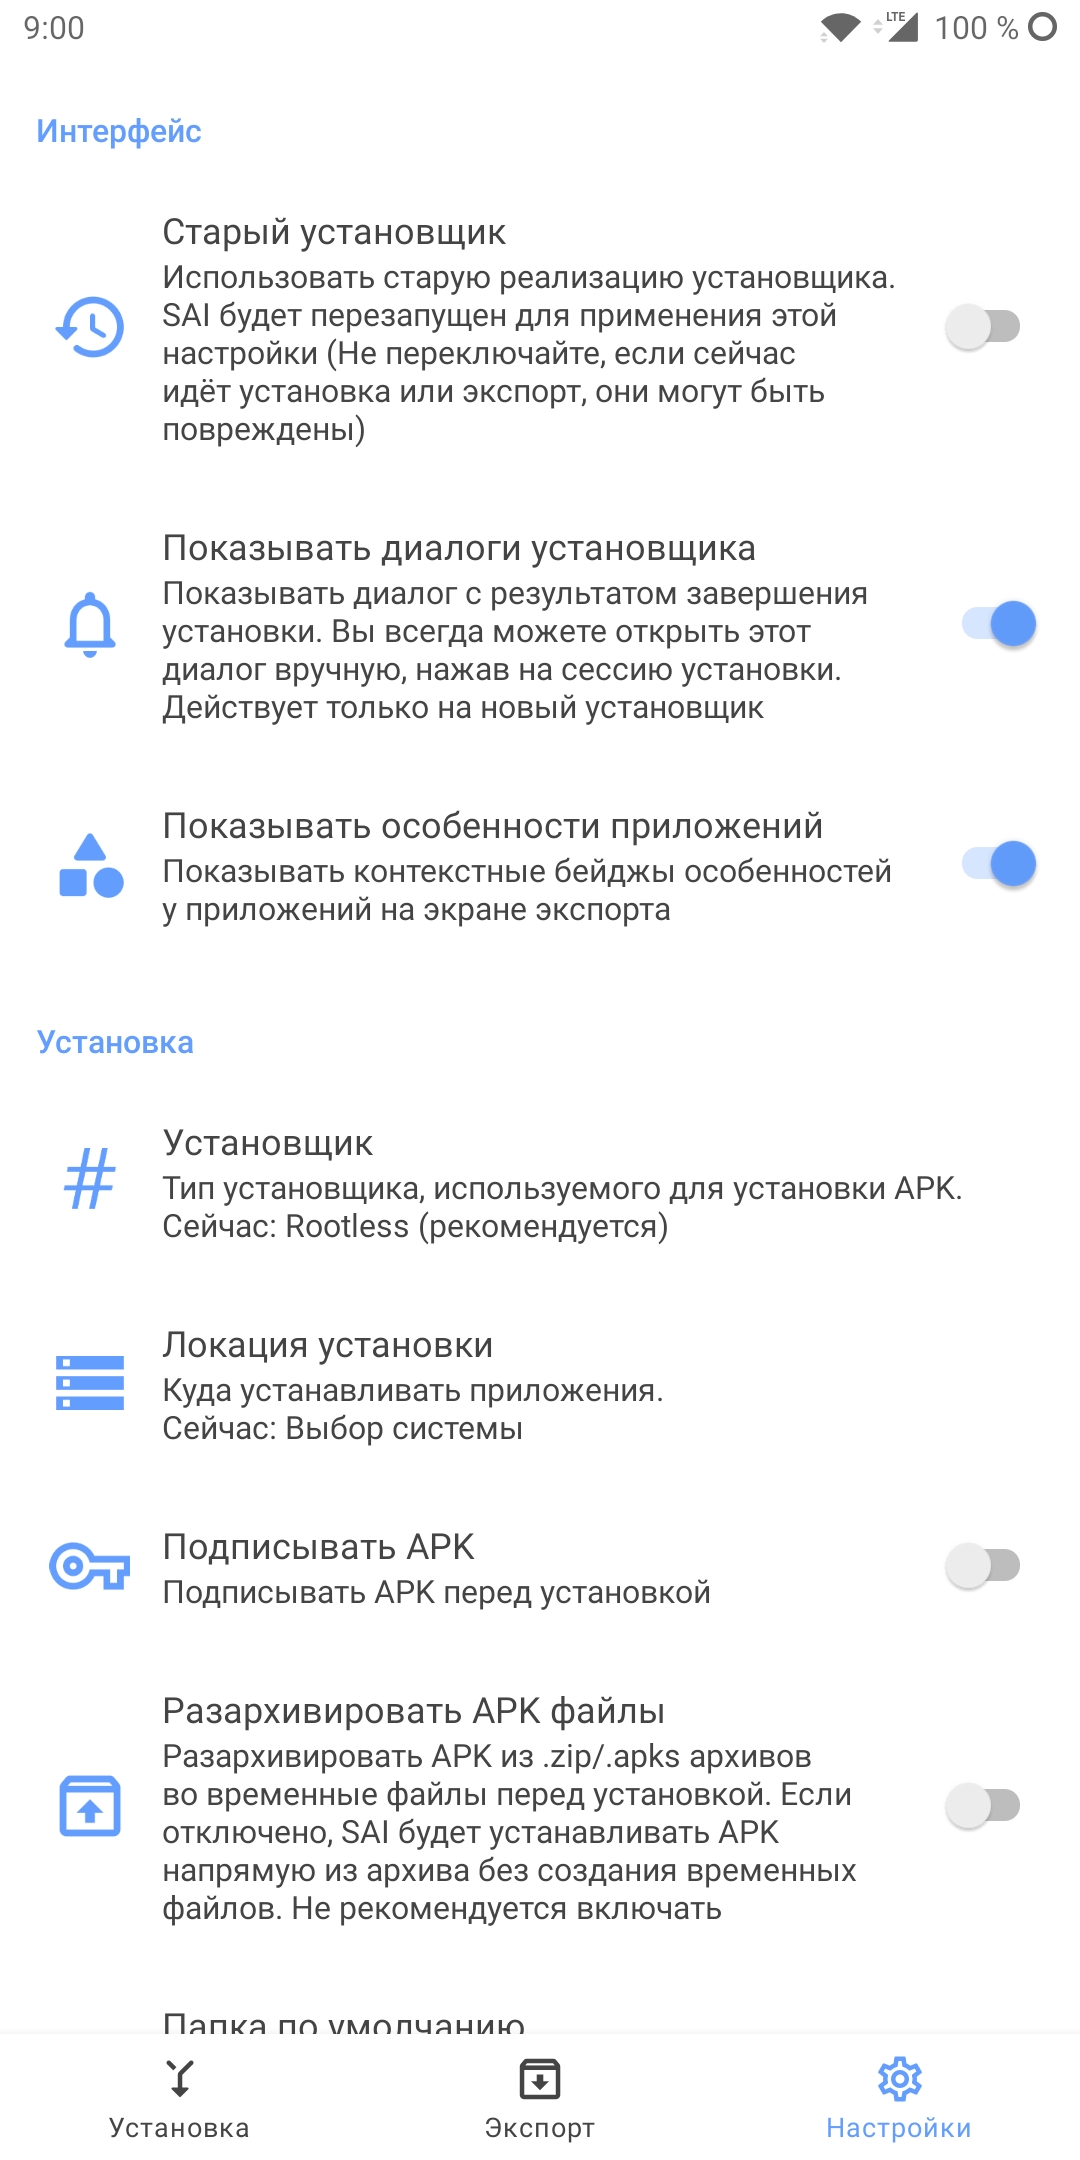 9:00
LTE
100 %
Интерфейс
Старый установщик
Использовать старую реализацию установщика.
SAI будет перезапущен для применения этой
настройки (Не переключайте, если сейчас
идёт установка или экспорт, они могут быть
повреждены)
Показывать диалоги установщика
Показывать диалог с результатом завершения
установки. Вы всегда можете открыть этот
диалог вручную, нажав на сессию установки.
Действует только на новый установщик
Показывать особенности приложений
Показывать контекстные бейджы особенностей
у приложений на экране экспорта
Установка
Установщик
Тип установщика, используемого для установки APK.
Сейчас: Rootless (рекомендуется)
Локация установки
Куда устанавливать приложения.
Сейчас: Выбор системы
Подписывать APK
Подписывать APK перед установкой
Разархивировать APK файлы
Разархивировать APK из .zip/.apks архивов
во временные файлы перед установкой. Если
отключено, SAI будет устанавливать APK
напрямую из архива без создания временных
файлов. Не рекомендуется включать
Папка по умолчанию
Установка
Экспорт
Настройки